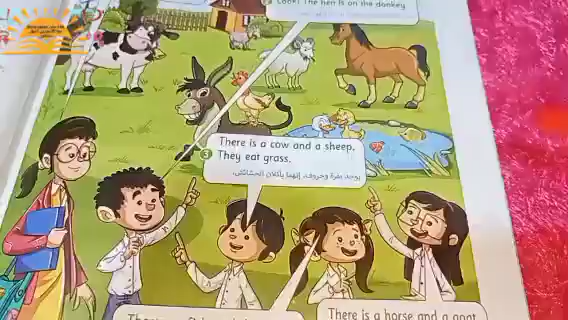 Look! The hen is on the donkey.
There is a cow and a sheep.
3 They eat grass.
يوجد بقرة وخروف. إنهما يأكلان الحشائش.
There is a horse and a goat.